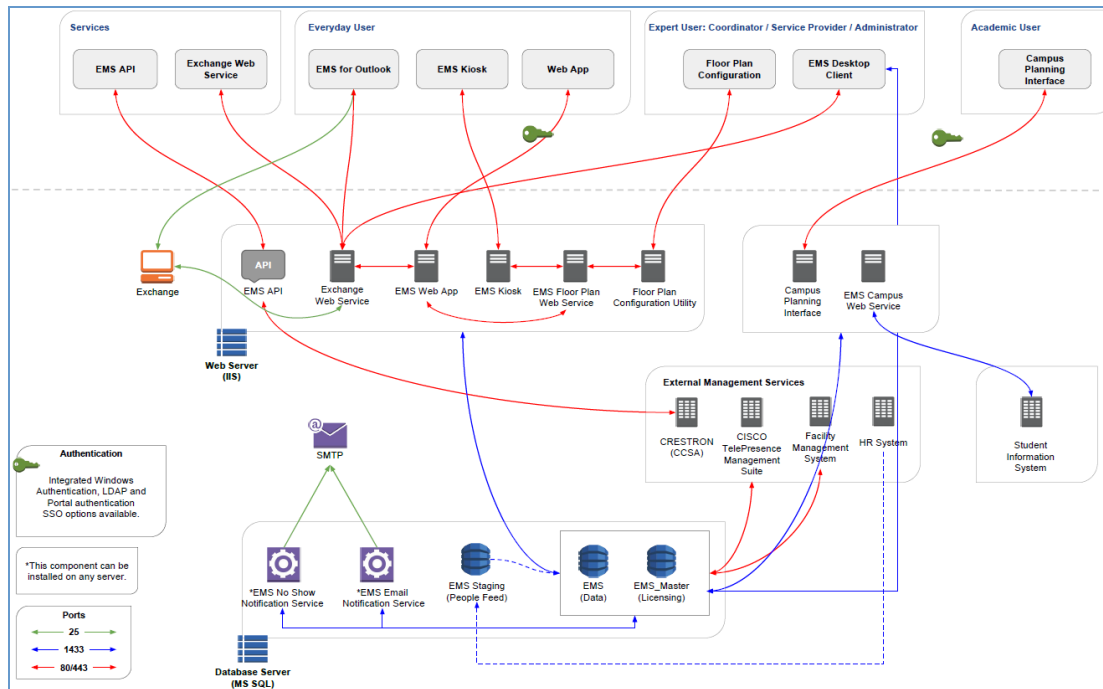 Services
Everyday User
Expert User: Coordinator / Service Provider / Administrator
Academic User
EMS API
Exchange Web
Service
EMS for Outlook
EMS Kiosk
Web App
Floor Plan
Configuration
EMS Desktop
Client
Campus
Planning
Interface
API
EMS API
Exchange
Web Service
EMS Web App
EMS Kiosk
EMS Floor Plan
Web Service
Floor Plan
Configuration Utility
Campus
Planning
Interface
EMS Campus
Web Service
Exchange
Web Server
(IIS)
External Management Services
CRESTRON
(CCSA)
CISCO
TelePresence
Management
Suite
Facility
Management
System
HR System
Student
Information
System
@
SMTP
Authentication
Integrated Windows
Authentication, LDAP and
Portal authentication
SSO options available.
*This component can be
installed on any server.
*EMS No Show
Notification Service
*EMS Email
Notification Service
EMS Staging
(People Feed)
EMS
(Data)
EMS_Master
(Licensing)
Ports
25
1433
80/443
Database Server
(MS SQL)